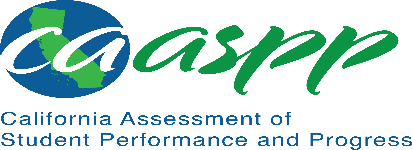 caaspp
California Assessment of
Student Performance and Progress